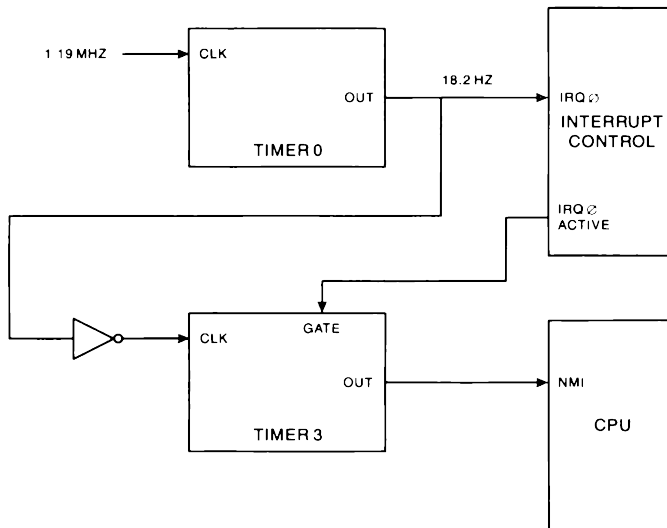 1 19 MHZ
CLK
OUT
TIMER 0
18.2 HZ
IRQ∅
INTERRUPT
CONTROL
IRQ∅
ACTIVE
GATE
CLK
OUT
TIMER 3
NMI
CPU